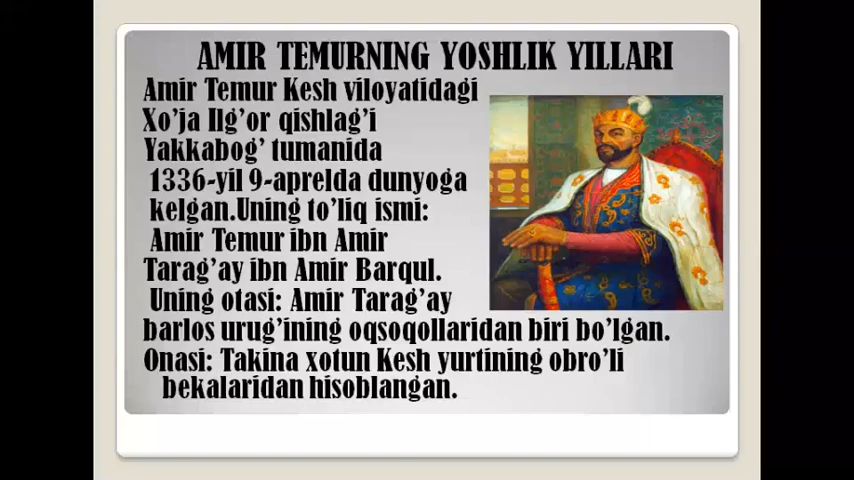 AMIR TEMURNING YOSHLIK YILLARI
Amir Temur Kesh viloyatidagi
Xo’ja Ilg’or qishlag’i
Yakkabog’ tumanida
1336-yil 9-aprelda dunyoga
kelgan.Uning to’liq ismi:
Amir Temur ibn Amir
Tarag’ay ibn Amir Barqul.
Uning otasi: Amir Tarag’ay
barlos urug’ining oqsoqollaridan biri bo’lgan.
Onasi: Takina xotun Kesh yurtining obro’li
bekalaridan hisoblangan.